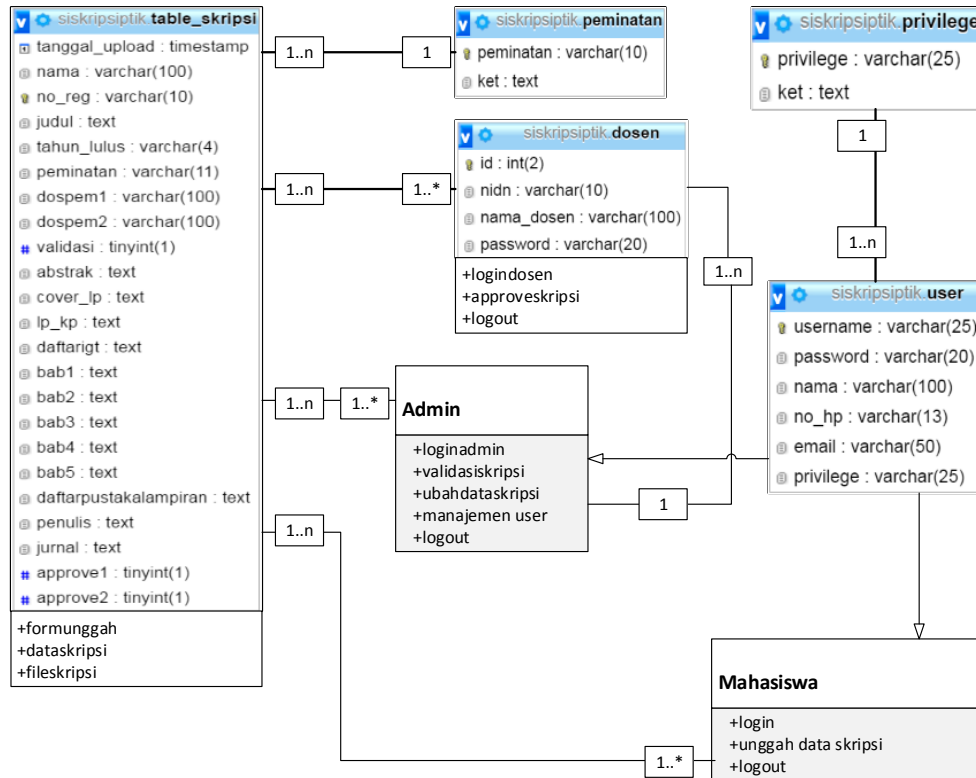 siskripsiptik.table_skripsi
tanggal_upload : timestamp
nama : varchar(100)
no_reg : varchar(10)
judul : text
tahun_lulus : varchar(4)
peminatan : varchar(11)
dospem1 : varchar(100)
dospem2 : varchar(100)
validasi : tinyint(1)
abstrak : text
cover_lp : text
lp_kp : text
daftarigt : text
bab1 : text
bab2 : text
bab3 : text
bab4 : text
bab5 : text
daftarpustakalampiran : text
penulis : text
jurnal : text
approve1 : tinyint(1)
approve2 : tinyint(1)
+formunggah
+dataskripsi
+fileskripsi
1..n
1
siskripsiptik.peminatan
peminatan : varchar(10)
ket : text
1..n
1..*
siskripsiptik.dosen
id : int(2)
nidn : varchar(10)
nama_dosen : varchar(100)
password : varchar(20)
+logindosen
+approveskripsi
+logout
1..n
1
1..n
1..*
Admin
+loginadmin
+validasiskripsi
+ubahdataskripsi
+manajemen user
+logout
siskripsiptik.privilege
privilege : varchar(25)
ket : text
1
1..n
siskripsiptik.user
username : varchar(25)
password : varchar(20)
nama : varchar(100)
no_hp : varchar(13)
email : varchar(50)
privilege : varchar(25)
1..n
1..*
Mahasiswa
+login
+unggah data skripsi
+logout